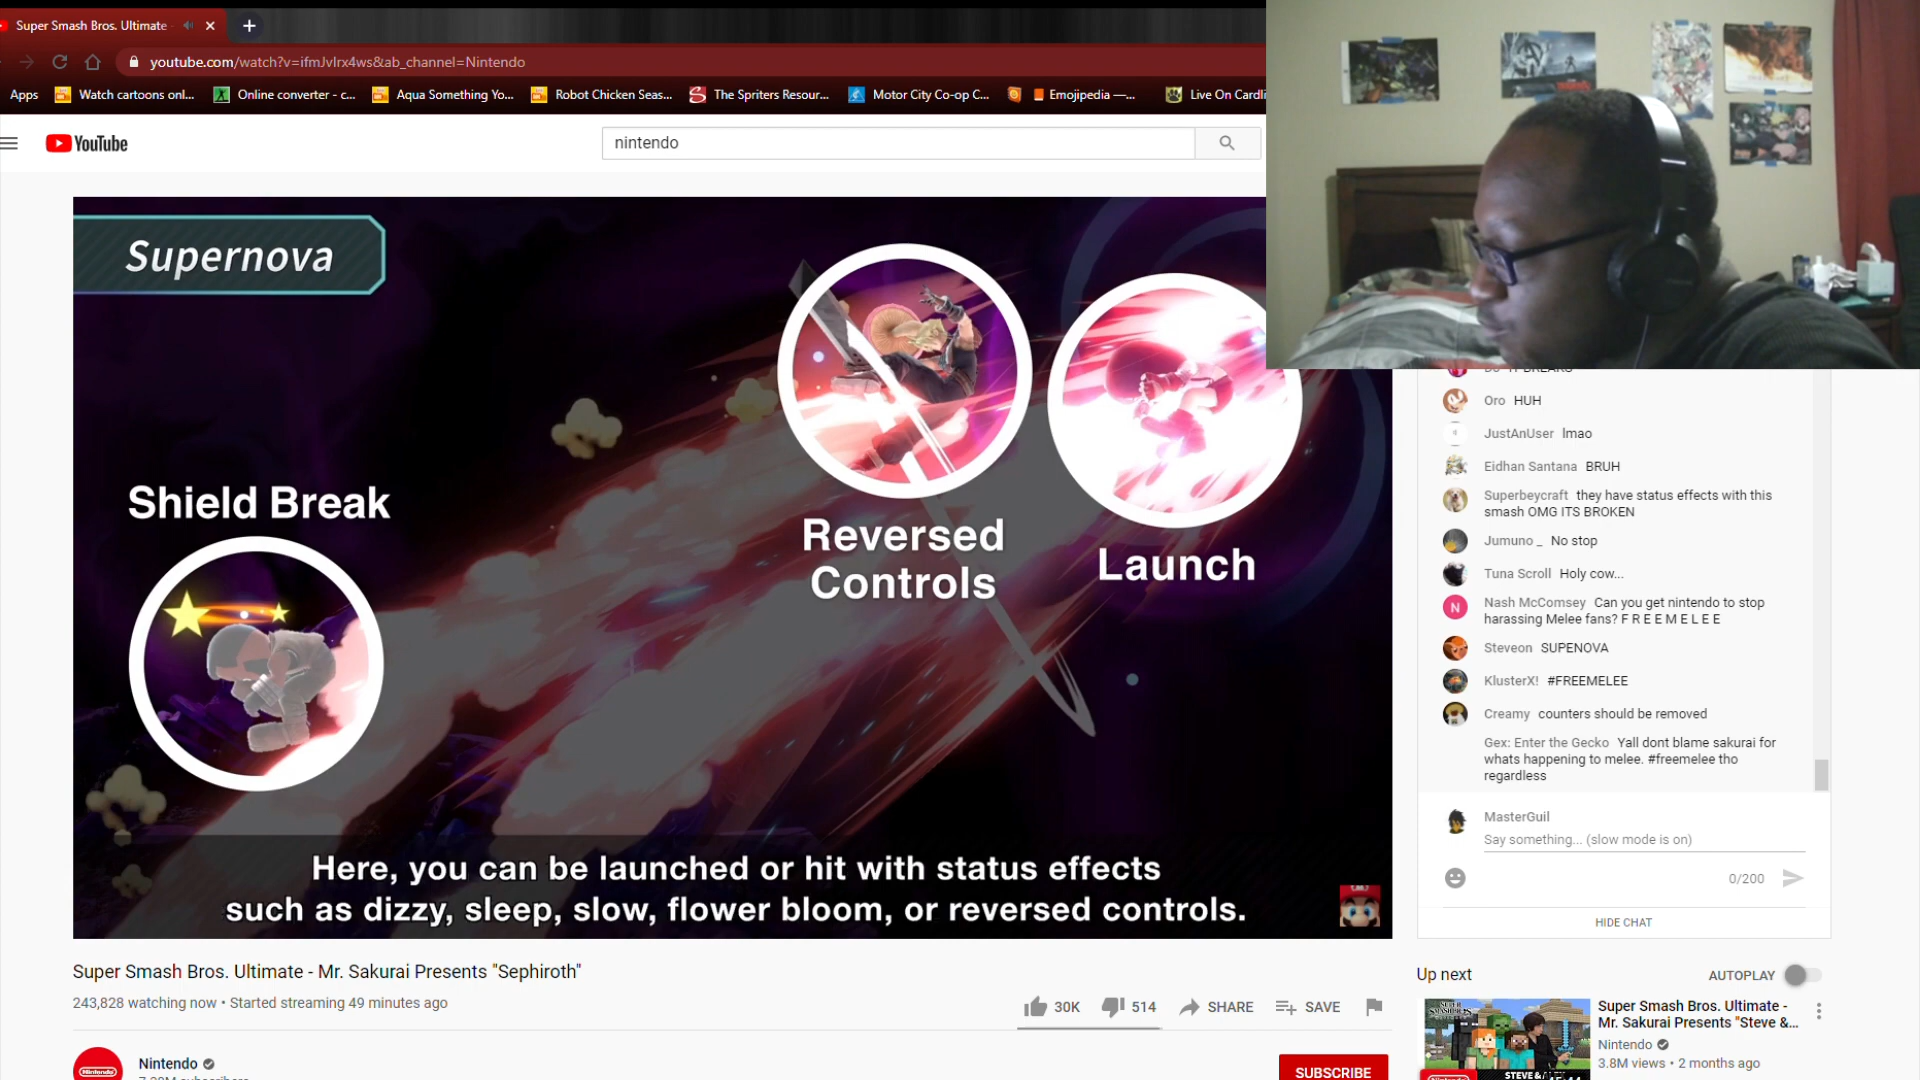 Super Smash Bros. Ultimate
youtube.com/watch?v=ifmJvIrx4ws&ab_channel=Nintendo
Apps
Watch cartoons onl...
Online converter - c...
Aqua Something Yo...
Robot Chicken Seas...
The Spriters Resour...
Motor City Co-op C...
Emojipedia —...
Live On Cardli
YouTube
nintendo
Supernova
Shield Break
Reversed
Controls
Launch
Here, you can be launched or hit with status effects
such as dizzy, sleep, slow, flower bloom, or reversed controls.
Oro HUH
JustAnUser lmao
Eidhan Santana BRUH
Superbeycraft they have status effects with this
smash OMG ITS BROKEN
Jumuno _ No stop
Tuna Scroll Holy cow...
N Nash McComsey Can you get nintendo to stop
harassing Melee fans? F R E E M E L E E
Steveon SUPENOVA
KlusterX! #FREEMELEE
Creamy counters should be removed
Gex: Enter the Gecko Yall dont blame sakurai for
whats happening to melee. #freemelee tho
regardless
MasterGuil
Say something... (slow mode is on)
0/200
HIDE CHAT
Super Smash Bros. Ultimate - Mr. Sakurai Presents "Sephiroth"
243,828 watching now • Started streaming 49 minutes ago
30K
514
SHARE
SAVE
Nintendo
SUBSCRIBE
Up next
AUTOPLAY
Super Smash Bros. Ultimate -
Mr. Sakurai Presents "Steve &...
Nintendo
3.8M views • 2 months ago